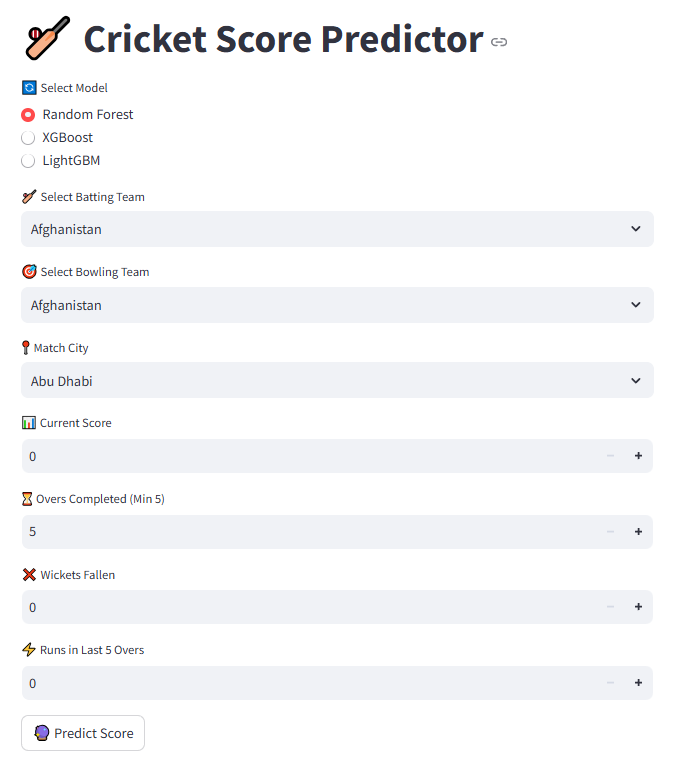 Cricket Score Predictor
Select Model
Random Forest
XGBoost
LightGBM
Select Batting Team
Afghanistan
Select Bowling Team
Afghanistan
Match City
Abu Dhabi
Current Score
0
Overs Completed (Min 5)
5
Wickets Fallen
0
Runs in Last 5 Overs
0
Predict Score